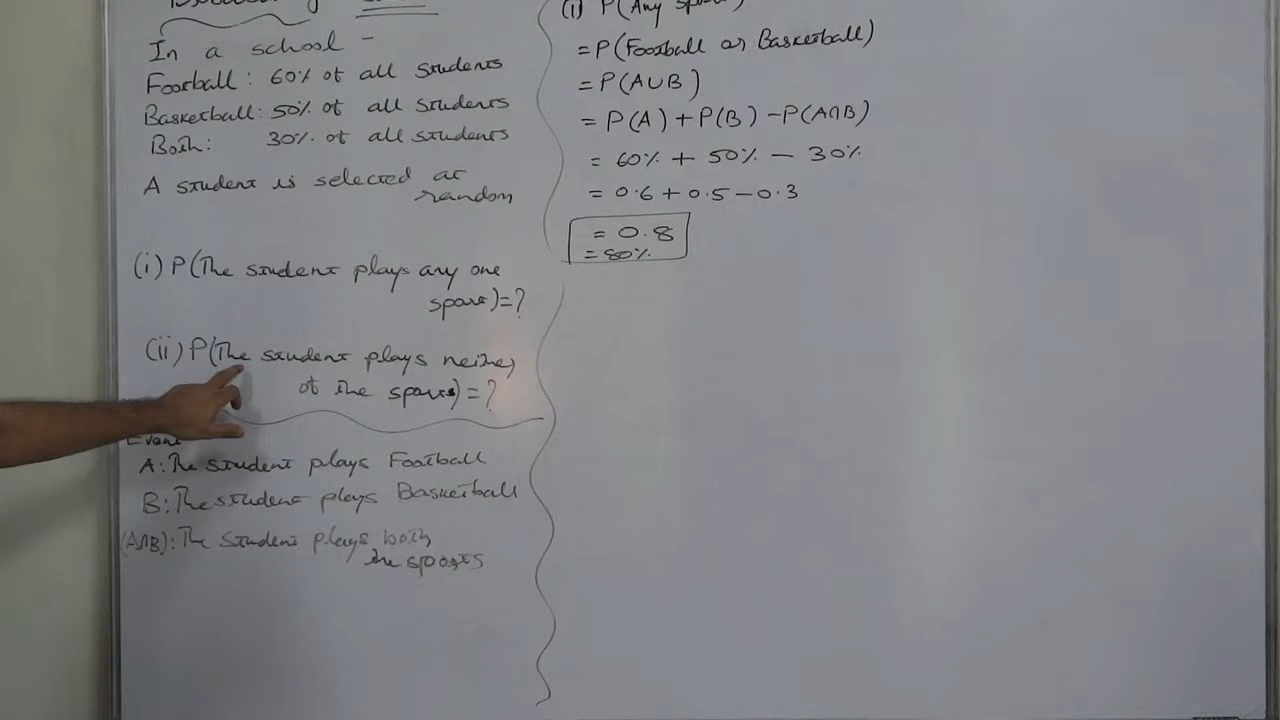 In a school -
Football: 60% of all students
Basketball: 50% of all students
Both: 30% of all students
A student is selected at
random
(i) P(The student plays any one
sport)=?
(ii) P(The student plays neither
of the sports)=?
Event
A: The student plays Football
B: The student plays Basketball
(A∩B): The student plays both
the sports
(i) P(Any sport)
= P(Football or Basketball)
= P(A∪B)
= P(A) + P(B) - P(A∩B)
= 60% + 50% - 30%
= 0.6 + 0.5 - 0.3
= 0.8
= 80%